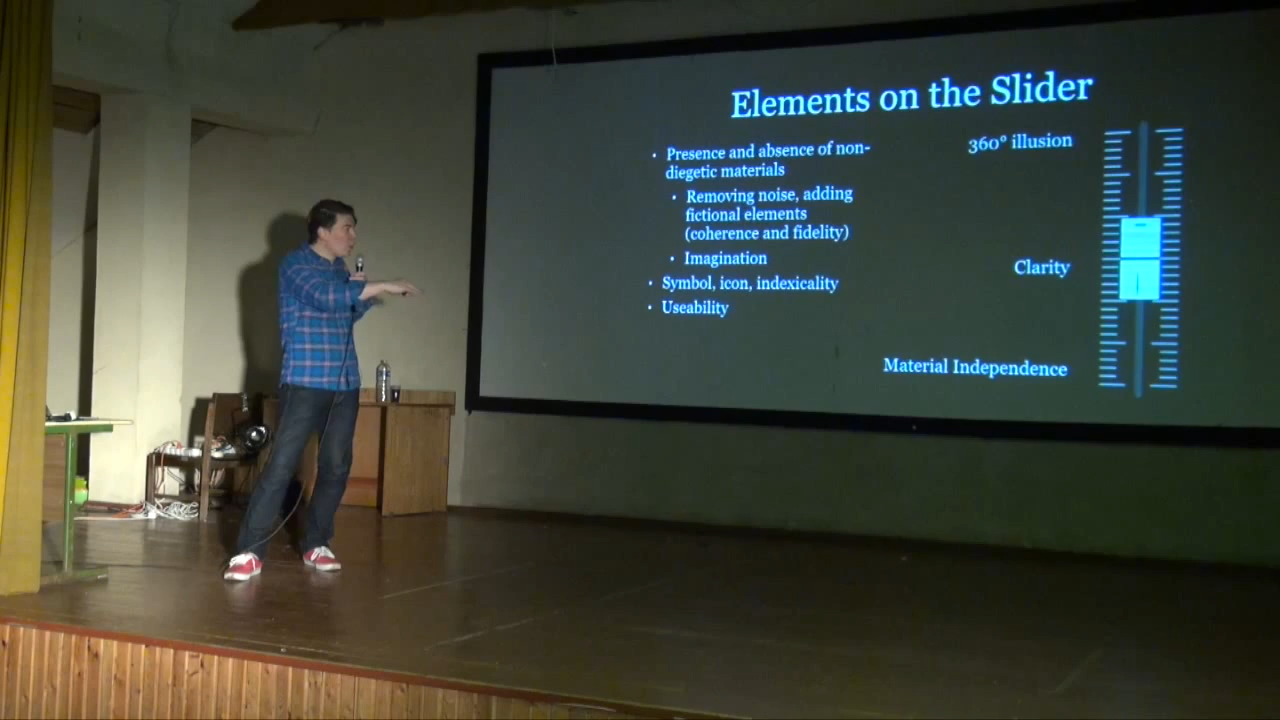 Elements on the Slider
• Presence and absence of non-
diegetic materials
• Removing noise, adding
fictional elements
(coherence and fidelity)
• Imagination
• Symbol, icon, indexicality
• Useability
360° illusion
Clarity
Material Independence